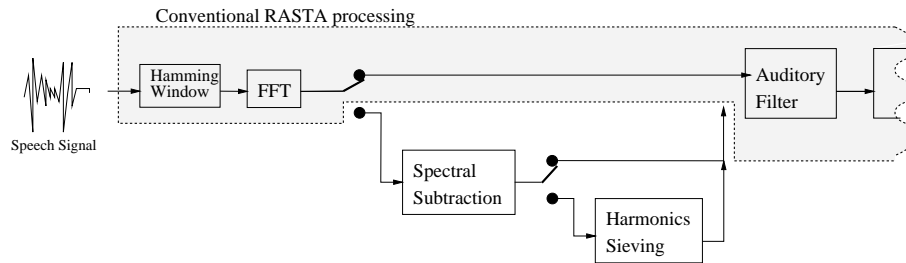 Conventional RASTA processing
Hamming
Window
FFT
Auditory
Filter
Speech Signal
Spectral
Subtraction
Harmonics
Sieving